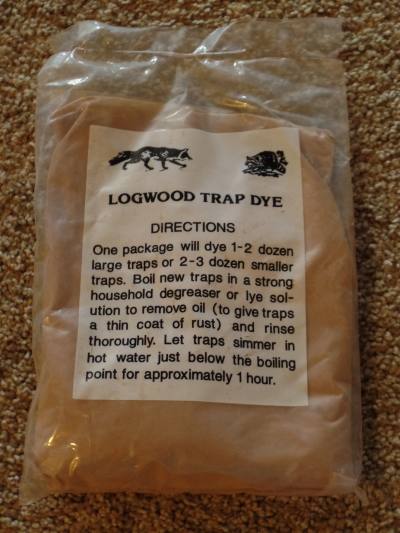 LOGWOOD TRAP DYE
DIRECTIONS
One package will dye 1-2 dozen
large traps or 2-3 dozen smaller
traps. Boil new traps in a strong
household degreaser or lye sol-
ution to remove oil (to give traps
a thin coat of rust) and rinse
thoroughly. Let traps simmer in
hot water just below the boiling
point for approximately 1 hour.